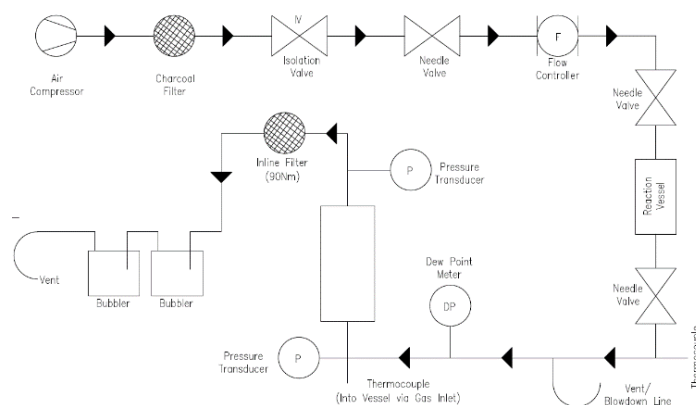 IV
F
Air
Compressor
Charcoal
Filter
Isolation
Valve
Needle
Valve
Flow
Controller
Needle
Valve
Inline Filter
(90Nm)
P
Pressure
Transducer
Reaction
Vessel
Vent
Bubbler
Bubbler
Dew Point
Meter
DP
Needle
Valve
Pressure
Transducer
P
Thermocouple
(Into Vessel via Gas Inlet)
Vent/
Blowdown Line
Thermocouple